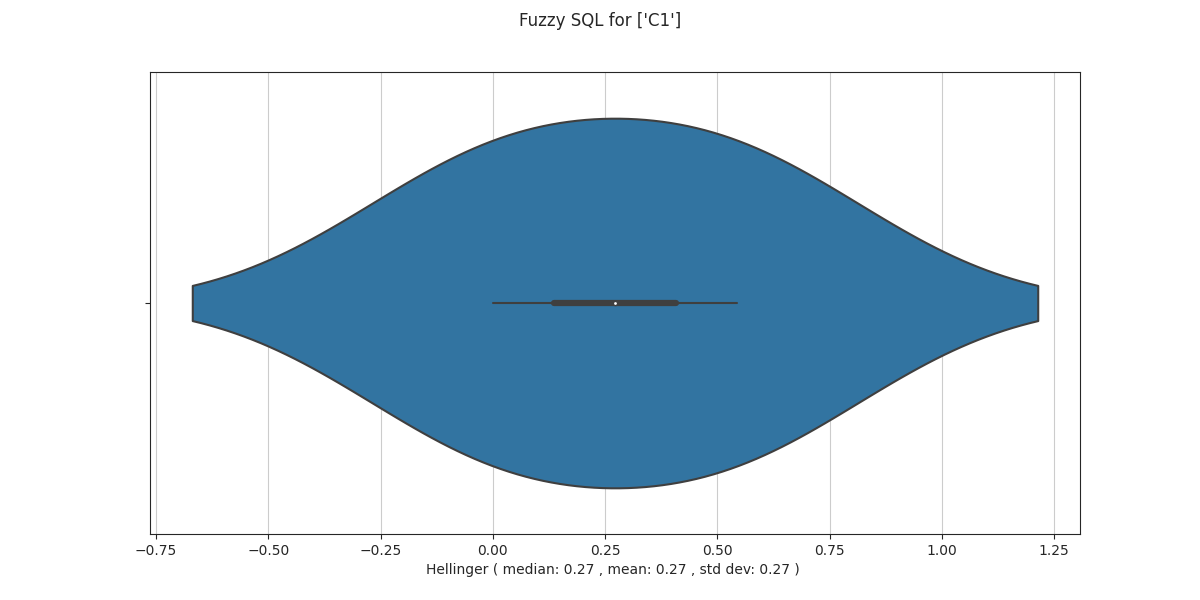 Fuzzy SQL for ['C1']
−0.75 −0.50 −0.25 0.00 0.25 0.50 0.75 1.00 1.25
Hellinger ( median: 0.27 , mean: 0.27 , std dev: 0.27 )